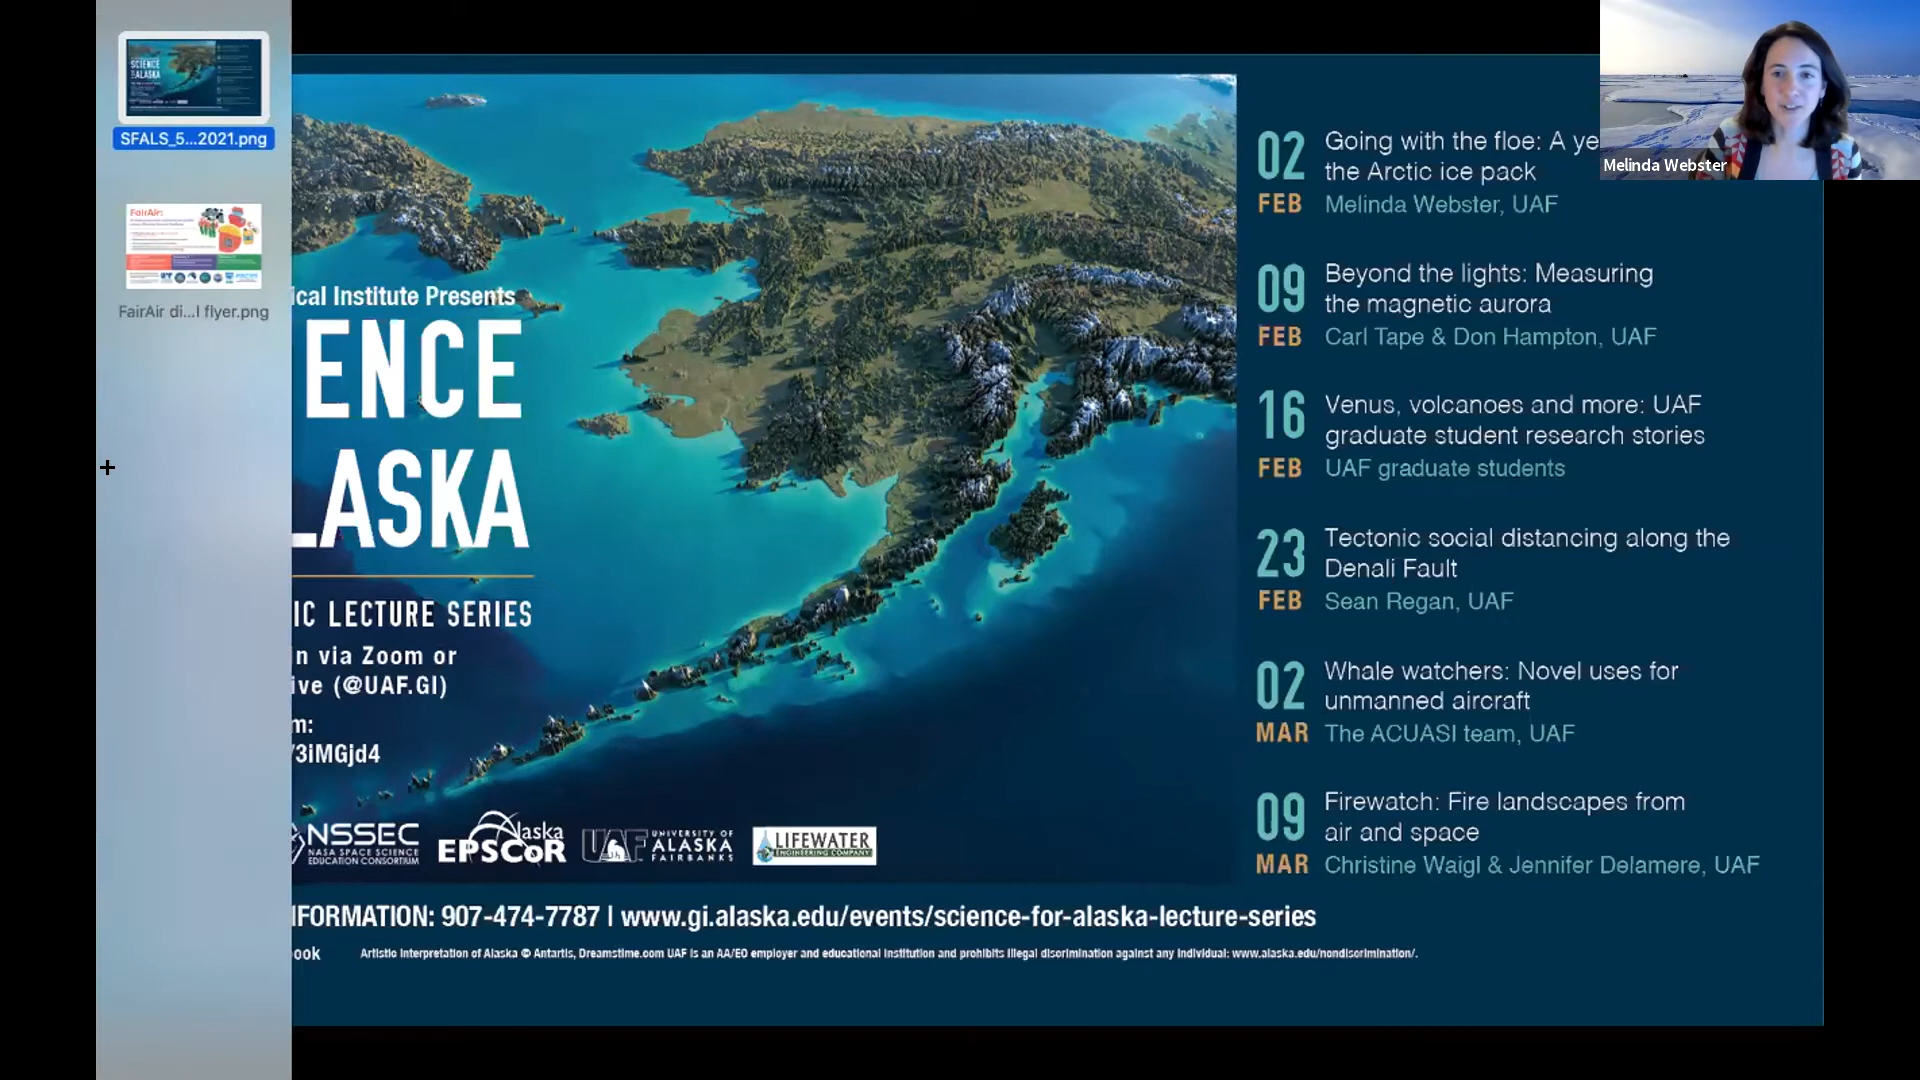 SCIENCE
ALASKA
SFALS_5...2021.png
FairAir:
FairAir di...l flyer.png
ical Institute Presents
ENCE
LASKA
IC LECTURE SERIES
n via Zoom or
ive (@UAF.GI)
m:
/3iMGjd4
NSSEC
NASA SPACE SCIENCE
EDUCATION CONSORTIUM
Alaska
EPSCoR
UAF
UNIVERSITY OF
ALASKA
FAIRBANKS
LIFEWATER
ENGINEERING COMPANY
NFORMATION: 907-474-7787 | www.gi.alaska.edu/events/science-for-alaska-lecture-series
ook
Artistic Interpretation of Alaska © Antartis, Dreamstime.com UAF is an AA/EO employer and educational institution and prohibits illegal discrimination against any individual: www.alaska.edu/nondiscrimination/.
02
FEB
Going with the floe: A ye
the Arctic ice pack
Melinda Webster, UAF
09
FEB
Beyond the lights: Measuring
the magnetic aurora
Carl Tape & Don Hampton, UAF
16
FEB
Venus, volcanoes and more: UAF
graduate student research stories
UAF graduate students
23
FEB
Tectonic social distancing along the
Denali Fault
Sean Regan, UAF
02
MAR
Whale watchers: Novel uses for
unmanned aircraft
The ACUASI team, UAF
09
MAR
Firewatch: Fire landscapes from
air and space
Christine Waigl & Jennifer Delamere, UAF
Melinda Webster